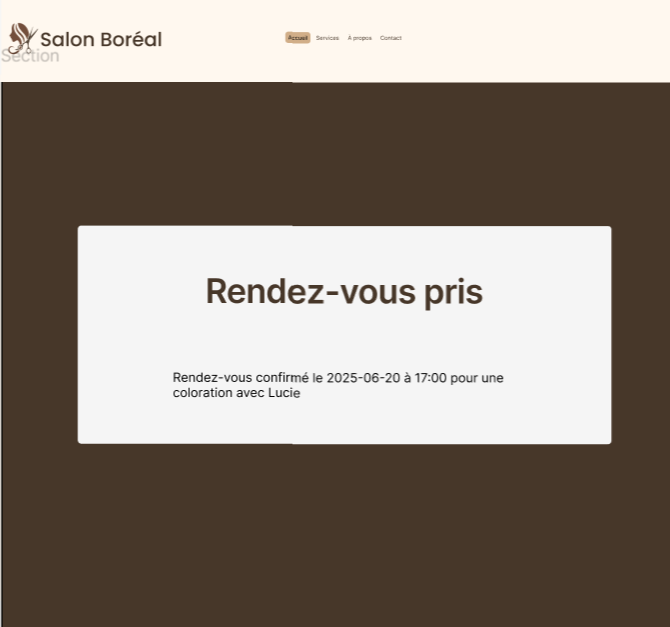 Salon Boréal
Section
Accueil Services À propos Contact
Rendez-vous pris
Rendez-vous confirmé le 2025-06-20 à 17:00 pour une
coloration avec Lucie